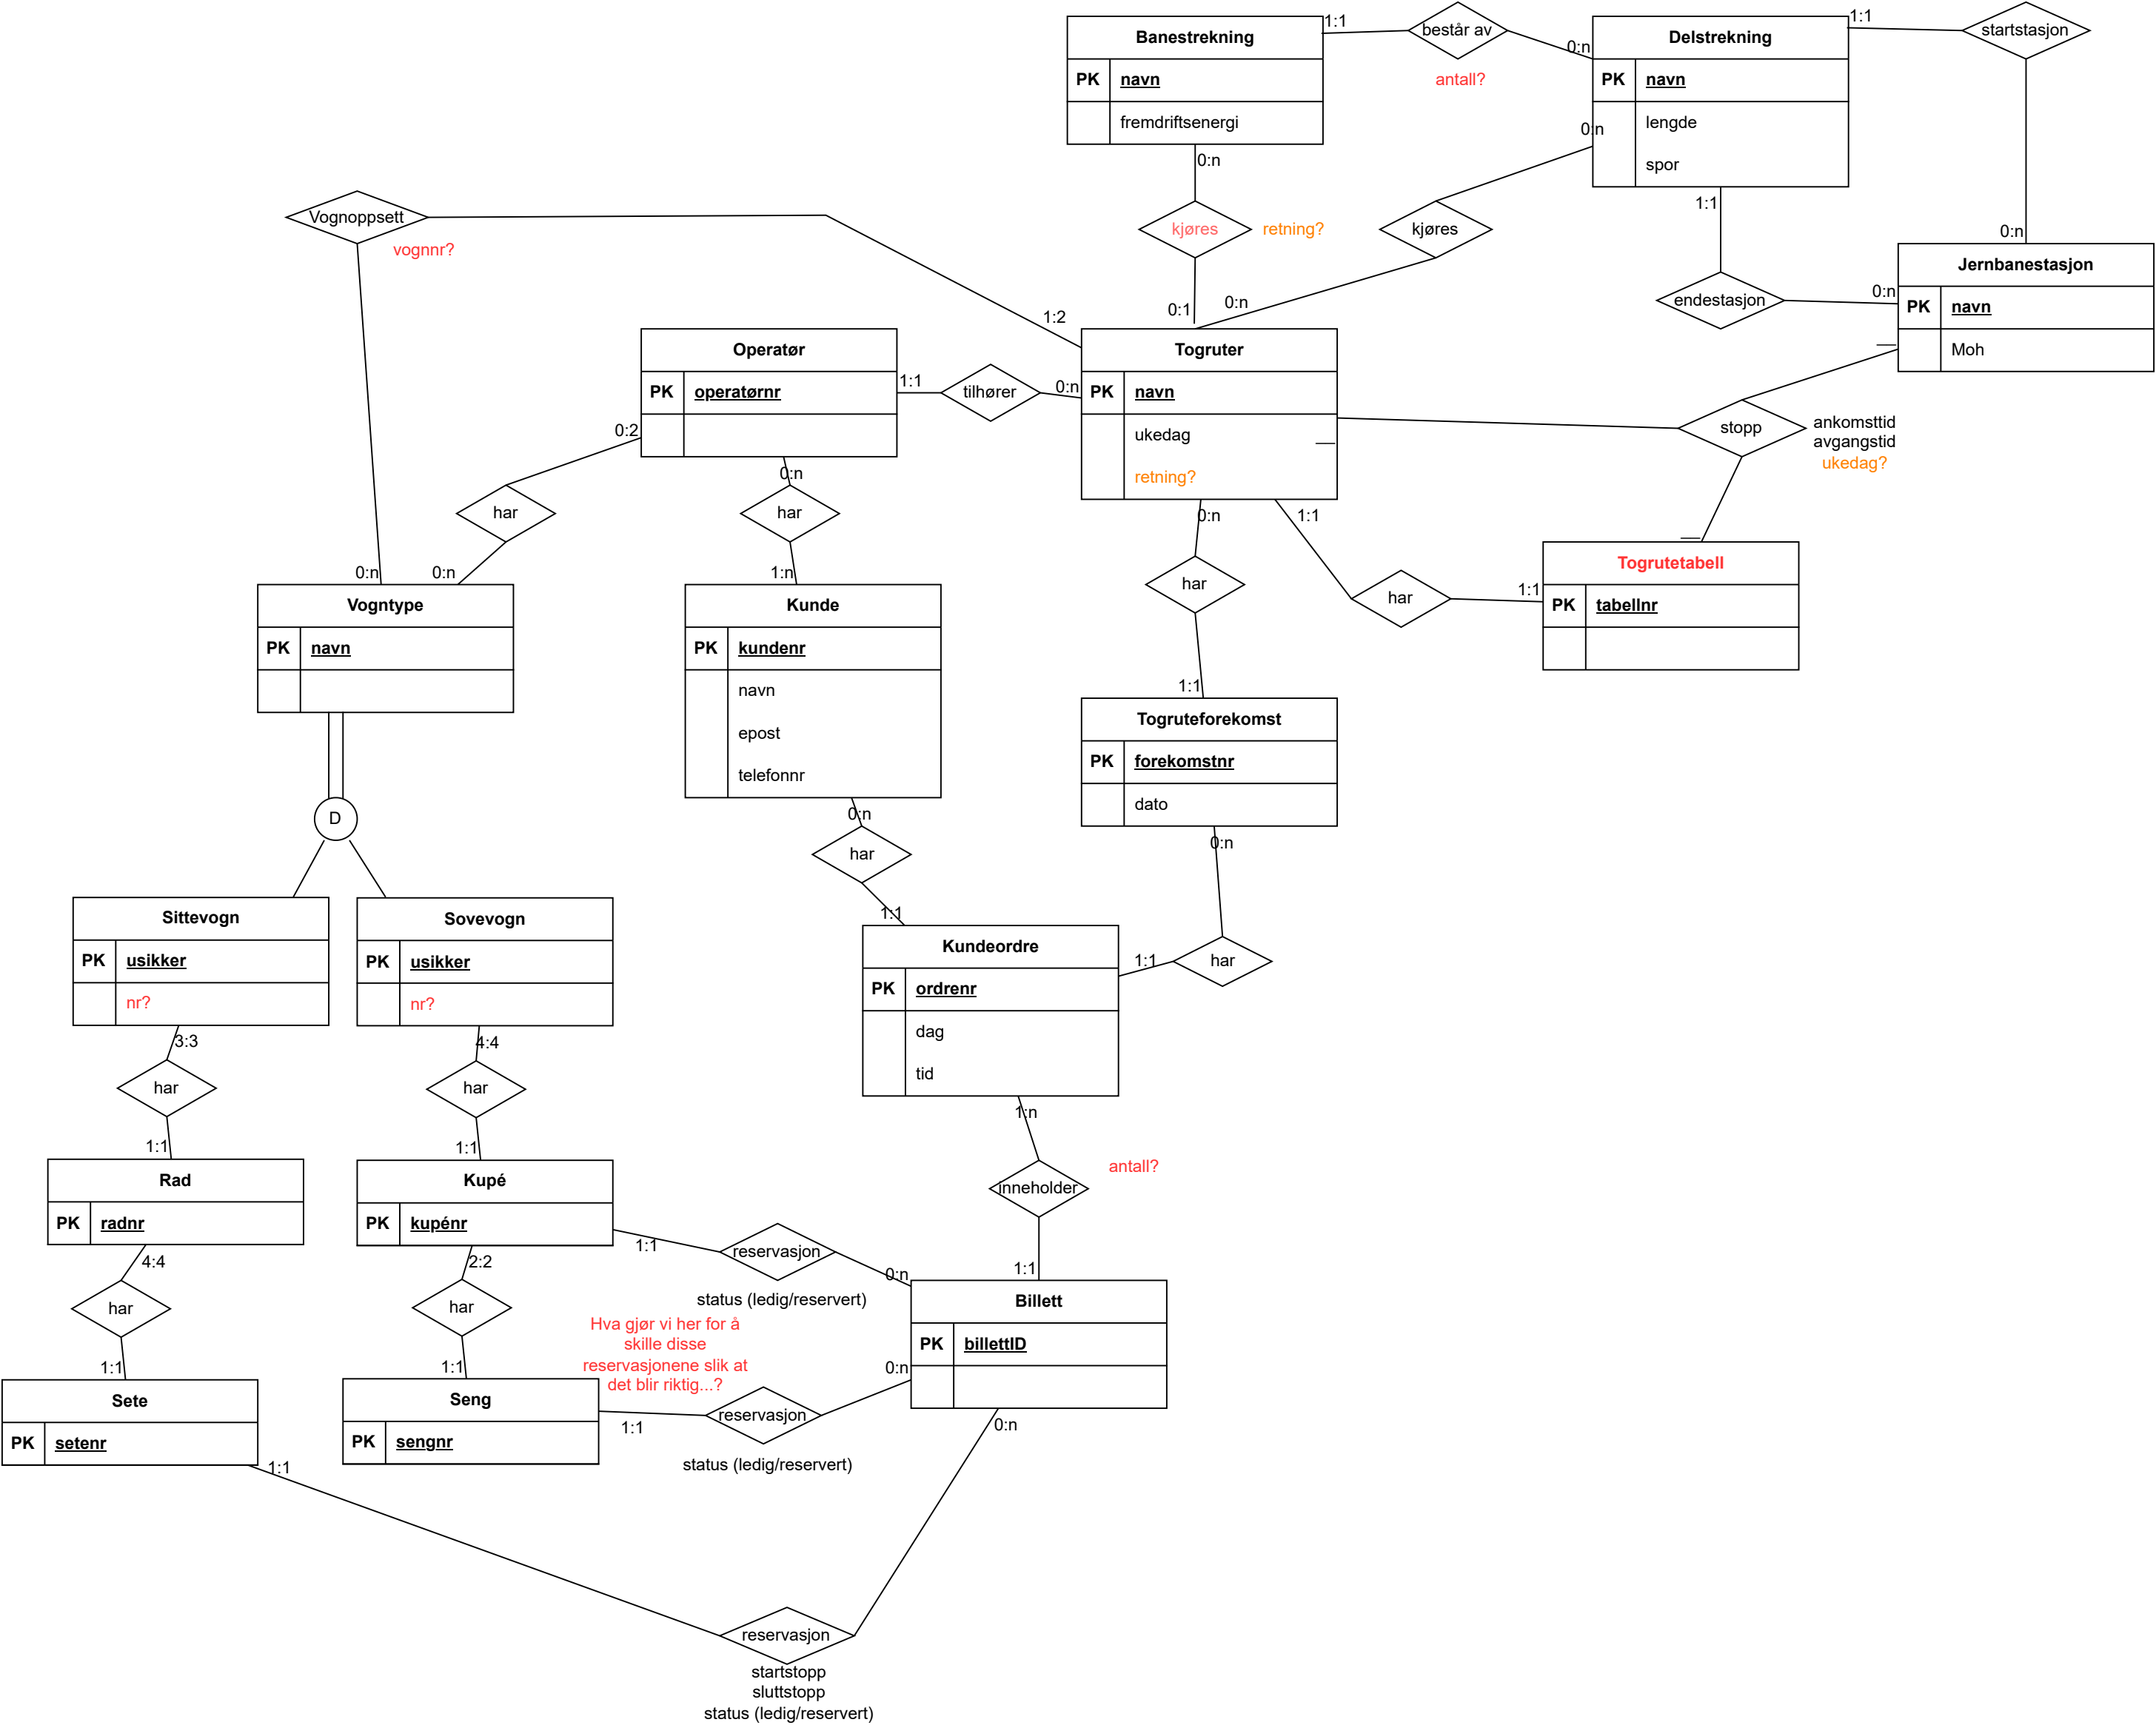 1:1
består av
0:n
antall?
Banestrekning
PK navn
fremdriftsenergi
Delstrekning
PK navn
lengde
spor
1:1
startstasjon
0:n
0:n
kjøres
retning?
0:1
0:n
kjøres
0:n
1:1
endestasjon
0:n
Jernbanestasjon
PK navn
Moh
Vognoppsett
vognnr?
1:2
0:n
Operatør
PK operatørnr
1:1
tilhører
0:n
Togruter
PK navn
ukedag
retning?
stopp
ankomsttid
avgangstid
ukedag?
0:2
har
0:n
0:n
har
1:n
0:n
har
1:1
1:1
har
1:1
Togrutetabell
PK tabellnr
Vogntype
PK navn
Kunde
PK kundenr
navn
epost
telefonnr
Togruteforekomst
PK forekomstnr
dato
D
0:n
har
1:1
0:n
har
1:1
Sittevogn
PK usikker
nr?
Sovevogn
PK usikker
nr?
Kundeordre
PK ordrenr
dag
tid
3:3
har
1:1
4:4
har
1:1
1:n
inneholder
antall?
1:1
Rad
PK radnr
Kupé
PK kupénr
1:1
reservasjon
0:n
status (ledig/reservert)
4:4
har
1:1
2:2
har
1:1
Hva gjør vi her for å
skille disse
reservasjonene slik at
det blir riktig...?
Billett
PK billettID
Sete
PK setenr
Seng
PK sengnr
1:1
reservasjon
0:n
status (ledig/reservert)
1:1
0:n
reservasjon
startstopp
sluttstopp
status (ledig/reservert)